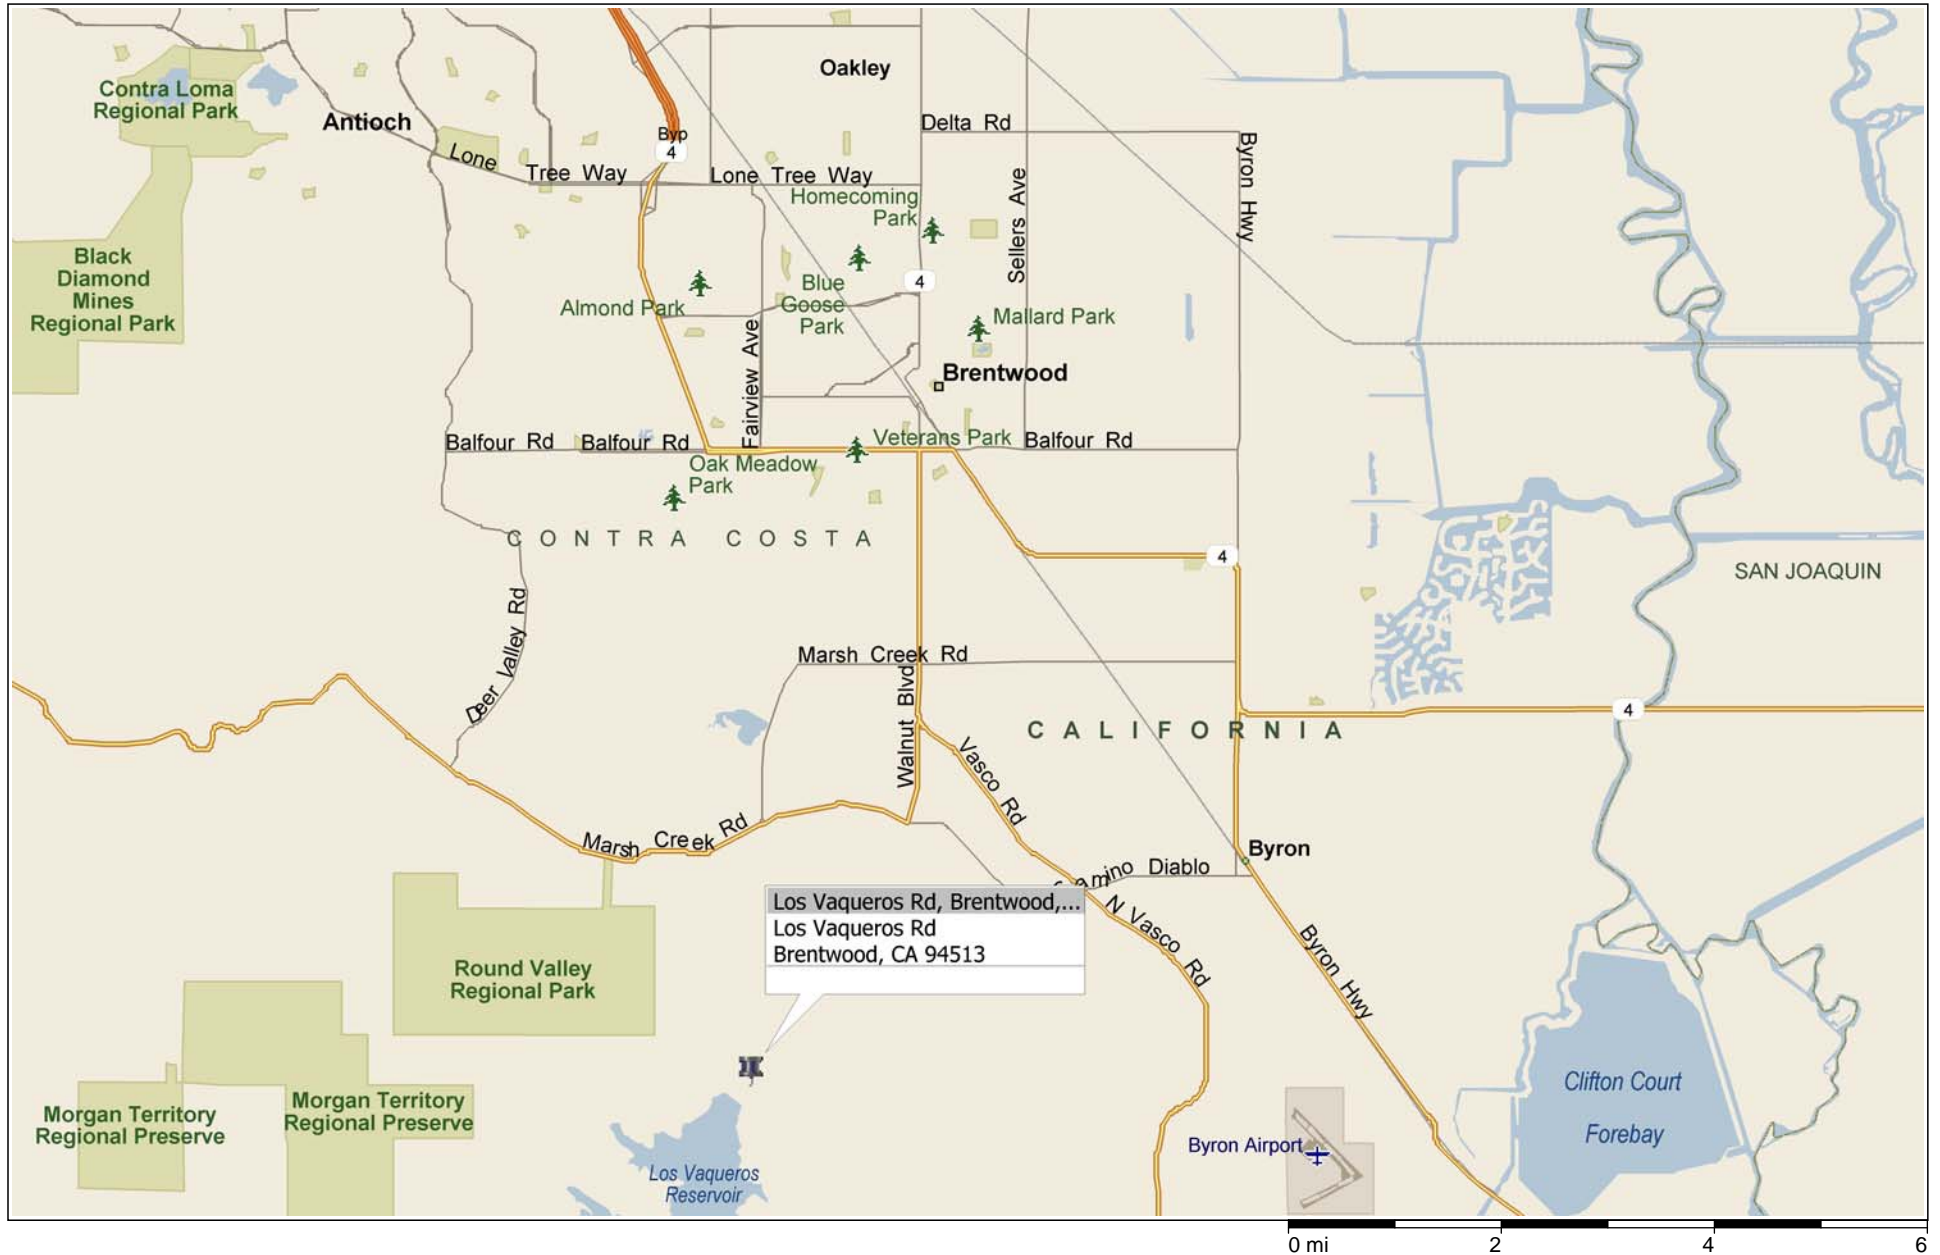 Oakley
Contra Loma
Regional Park
Antioch
Delta Rd
Byp
4
Byron Hwy
Lone
Tree Way
Lone Tree Way
Sellers Ave
Homecoming
Park
Black
Diamond
Mines
Regional Park
4
Blue
Goose
Park
Almond Park
Mallard Park
Fairview Ave
Brentwood
Balfour Rd
Balfour Rd
Veterans Park
Balfour Rd
Oak Meadow
Park
CONTRA COSTA
4
SAN JOAQUIN
Deer Valley Rd
Marsh Creek Rd
Walnut Blvd
4
CALIFORNIA
Vasco Rd
Marsh Creek Rd
Byron
Diablo
Los Vaqueros Rd, Brentwood,...
Los Vaqueros Rd
Brentwood, CA 94513
N Vasco Rd
Byron Hwy
Round Valley
Regional Park
Clifton Court
Forebay
Morgan Territory
Regional Preserve
Morgan Territory
Regional Preserve
Byron Airport
Los Vaqueros
Reservoir
0 mi 2 4 6